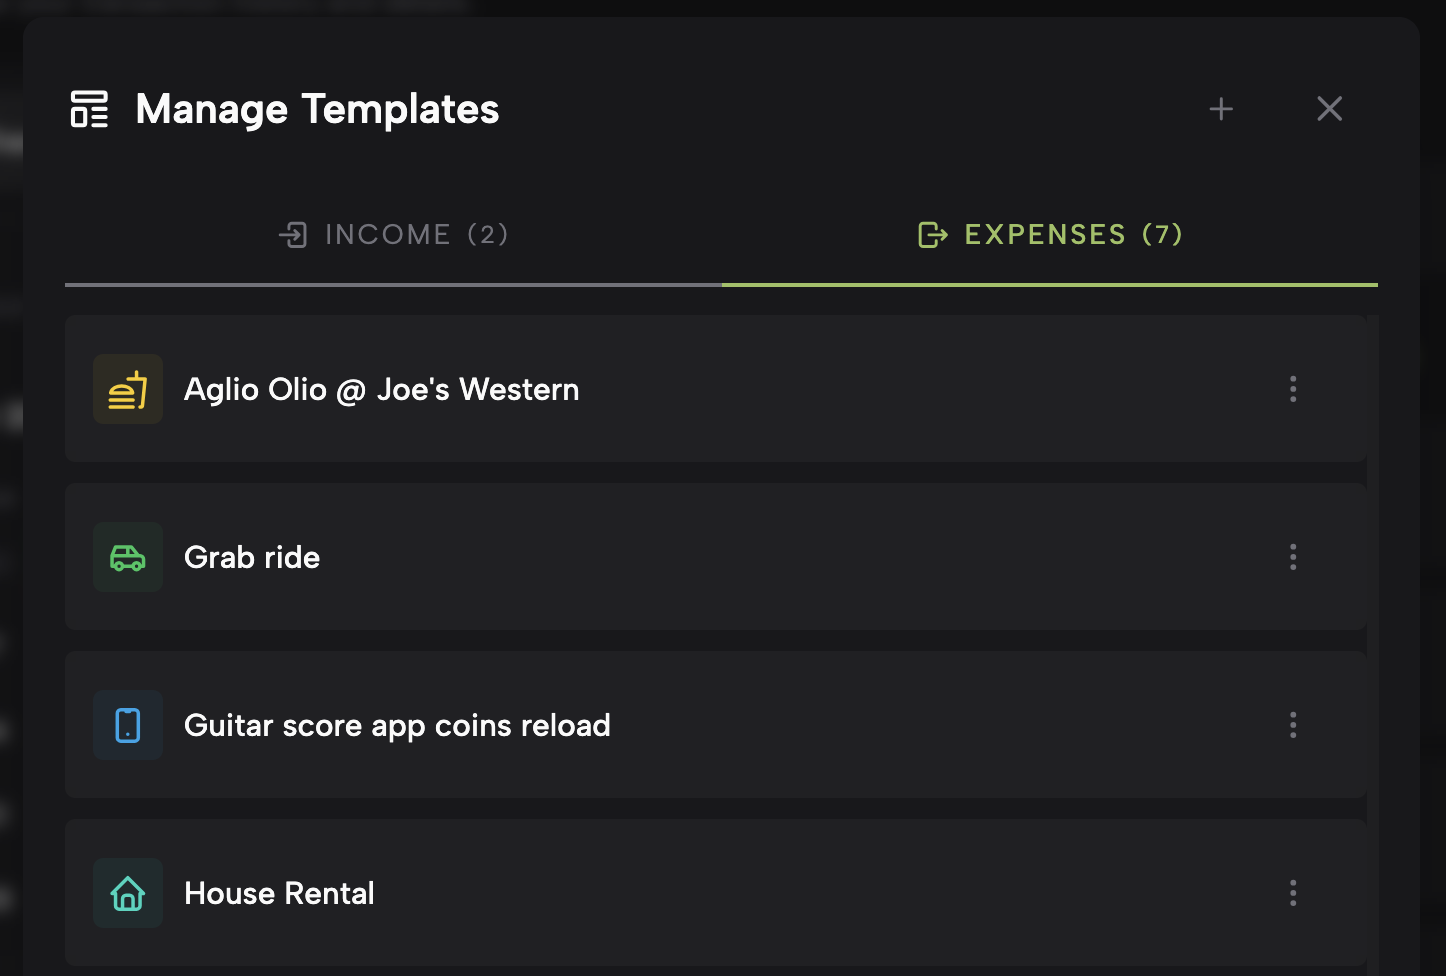 Manage Templates
INCOME (2)
EXPENSES (7)
Aglio Olio @ Joe's Western
Grab ride
Guitar score app coins reload
House Rental